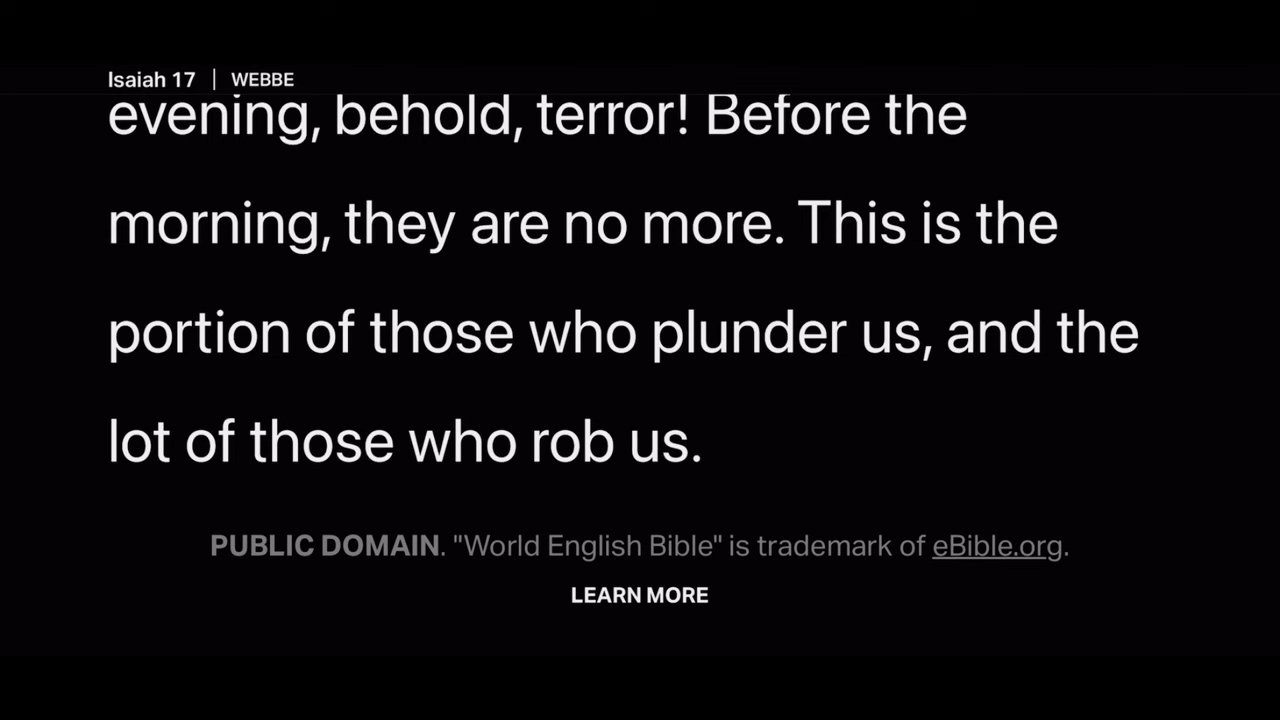 Isaiah 17 | WEBBE
evening, behold, terror! Before the
morning, they are no more. This is the
portion of those who plunder us, and the
lot of those who rob us.
PUBLIC DOMAIN. "World English Bible" is trademark of eBible.org.
LEARN MORE